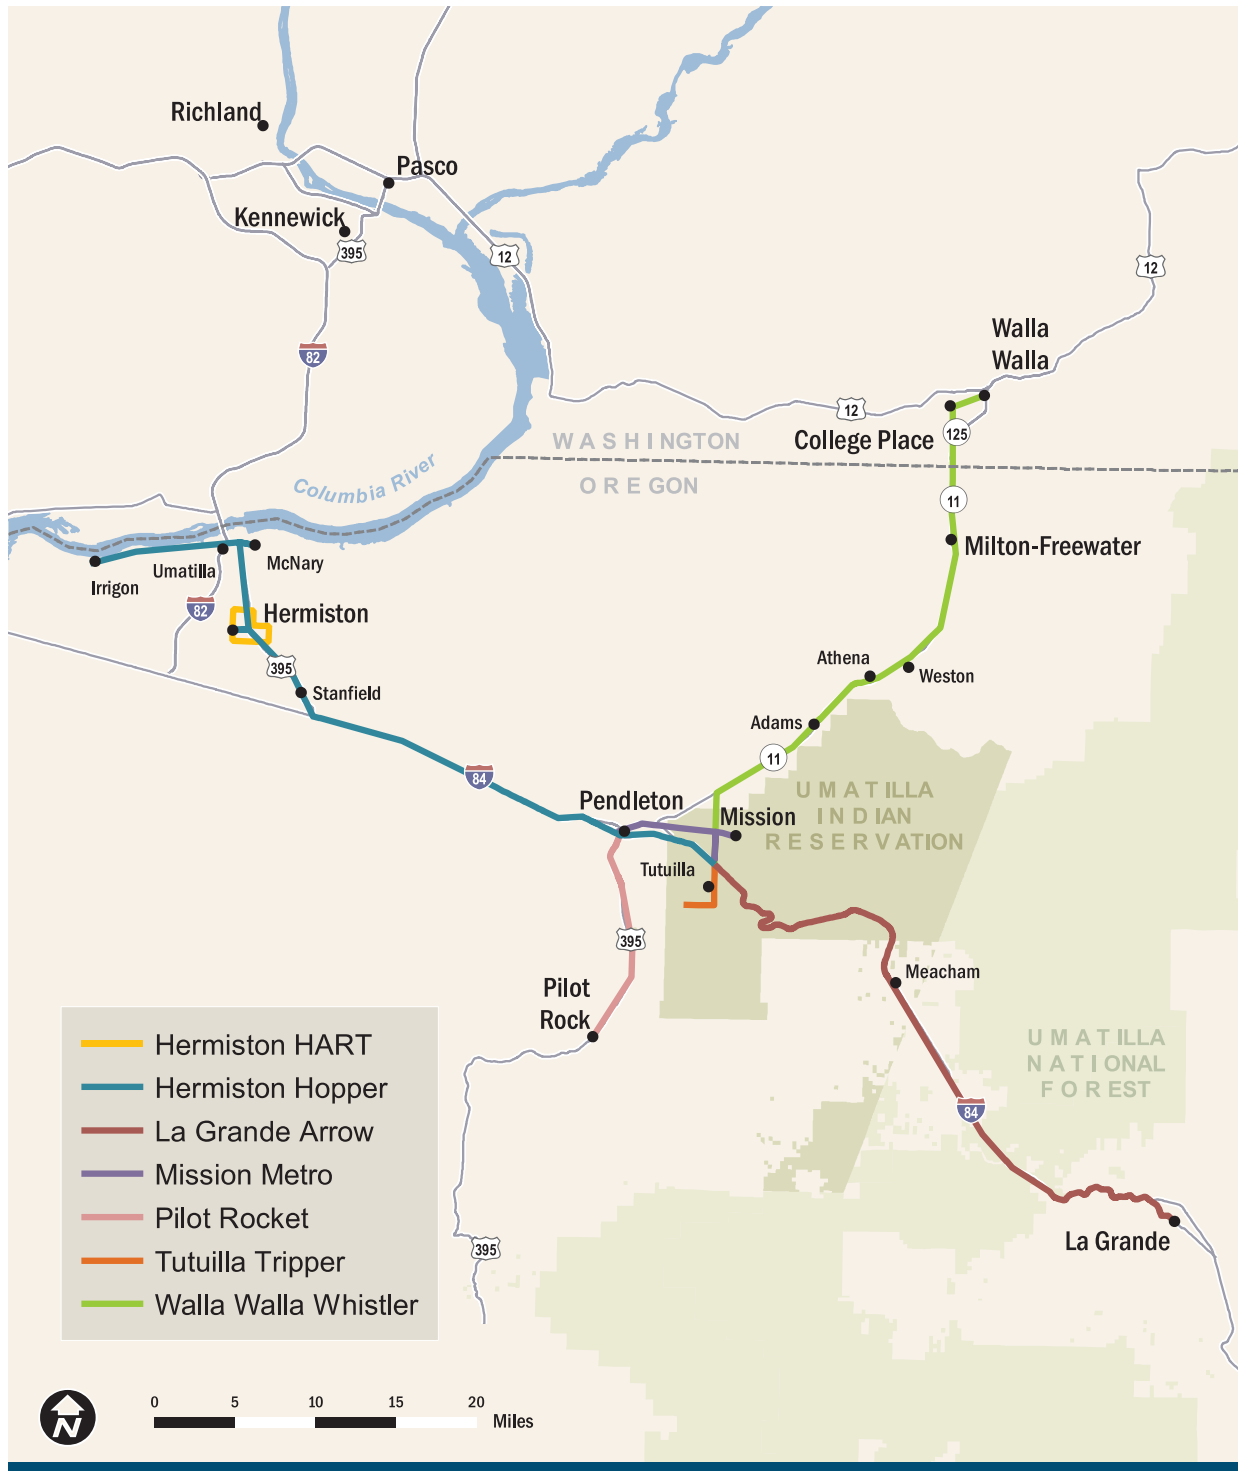 Richland
Pasco
Kennewick
395
12
12
82
Walla
Walla
12
College Place
125
WASHINGTON
OREGON
Columbia River
11
Milton-Freewater
Irrigon
Umatilla
McNary
82
Hermiston
395
Stanfield
Athena
Weston
Adams
11
84
UMATILLA
INDIAN
RESERVATION
Pendleton
Mission
Tutuilla
395
Meacham
Pilot
Rock
UMATILLA
NATIONAL
FOREST
84
La Grande
395
Hermiston HART
Hermiston Hopper
La Grande Arrow
Mission Metro
Pilot Rocket
Tutuilla Tripper
Walla Walla Whistler
N
0 5 10 15 20
Miles